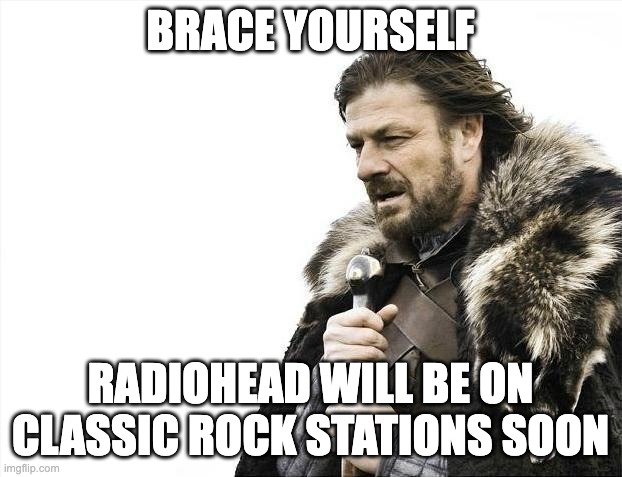 BRACE YOURSELF
RADIOHEAD WILL BE ON
CLASSIC ROCK STATIONS SOON
imgflip.com